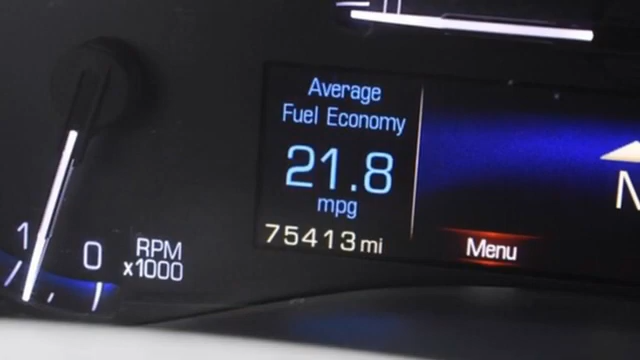 Average
Fuel Economy
21.8
mpg
75413 mi
Menu
N
1
0
RPM
x1000